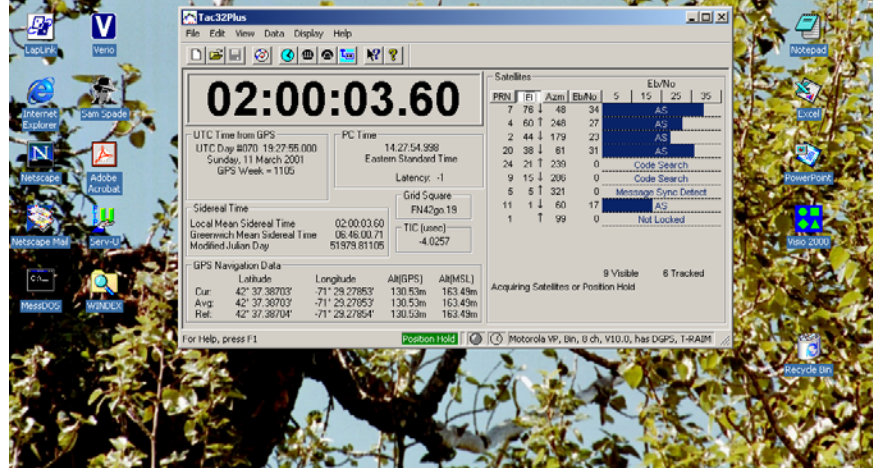 Tac32Plus
File Edit View Data Display Help
02:00:03.60
UTC Time from GPS
UTC Day #070 19:27:55.000
Sunday, 11 March 2001
GPS Week = 1105
PC Time
14:27:54.998
Eastern Standard Time
Latency: -1
Grid Square
FN42go.19
Sidereal Time
Local Mean Sidereal Time 02:00:03.60
Greenwich Mean Sidereal Time 06:46:00.71
Modified Julian Day 51979.81105
TIC (usec)
-4.0257
GPS Navigation Data
Latitude Longitude Alt(GPS) Alt(MSL)
Cur: 42° 37.38703' -71° 29.27853' 130.53m 163.49m
Avg: 42° 37.38703' -71° 29.27853' 130.53m 163.49m
Ref: 42° 37.38704' -71° 29.27854' 130.53m 163.49m
Satellites
Eb/No
PRN [El] Azm Eb/No 5 15 25 35
7 76 ↓ 48 34 AS
4 60 ↑ 248 27 AS
2 44 ↓ 179 23 AS
20 38 ↓ 61 31 AS
24 21 ↑ 239 0 Code Search
9 15 ↓ 206 0 Code Search
5 5 ↑ 321 0 Message Sync Detect
11 1 ↓ 60 17 AS
1 ↑ 99 0 Not Locked
9 Visible 6 Tracked
Acquiring Satellites or Position Hold
For Help, press F1
Position Hold
Motorola VP, Bin, 8 ch, V10.0, has DGPS, T-RAIM
LapLink
Verio
Internet Explorer
Sam Spade
Netscape
Adobe Acrobat
Netscape Mail
Serv-U
MessDOS
WINDEX
Notepad
Excel
PowerPoint
Visio 2000
Recycle Bin